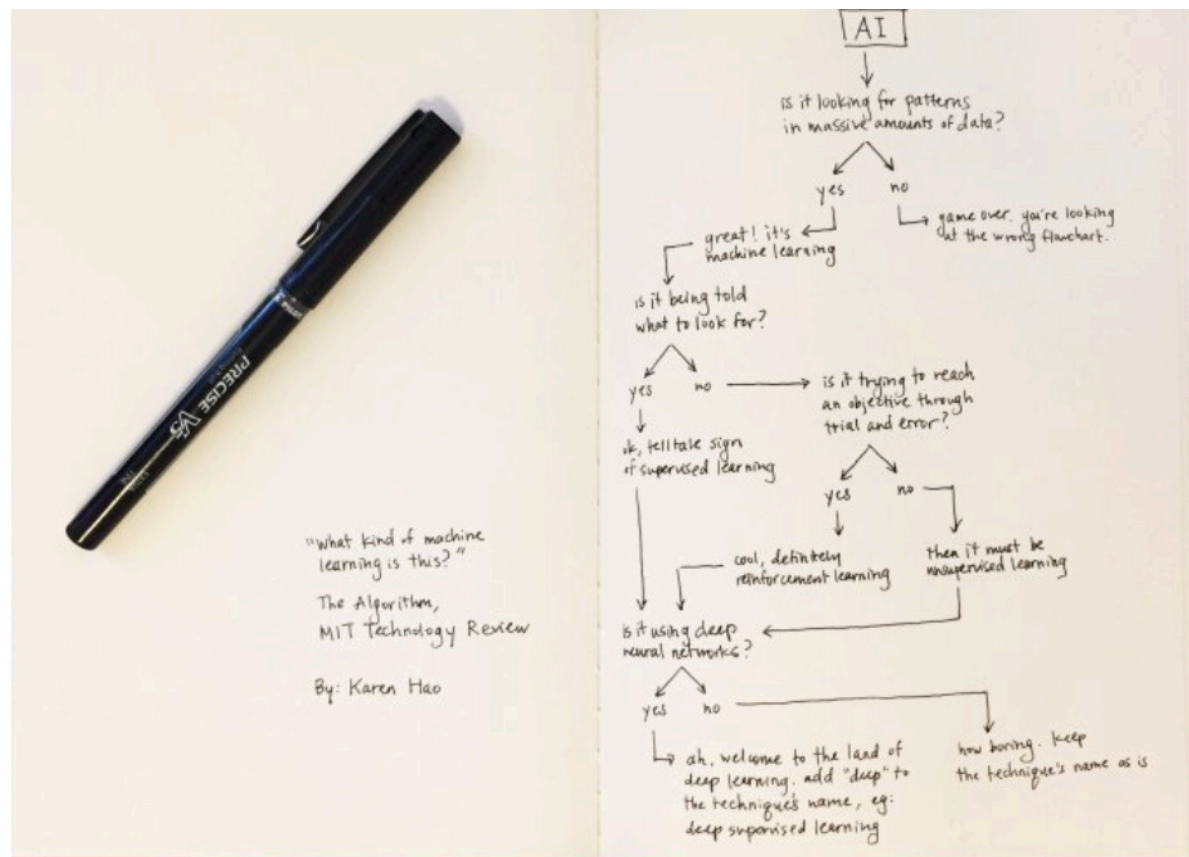 PILOT
PRECISE V5
"What kind of machine
learning is this?"
The Algorithm,
MIT Technology Review
By: Karen Hao
AI
is it looking for patterns
in massive amounts of data?
yes
no
great! it's
machine learning
game over. you're looking
at the wrong flowchart.
is it being told
what to look for?
yes
no
is it trying to reach
an objective through
trial and error?
ok, telltale sign
of supervised learning
yes
no
cool, definitely
reinforcement learning
then it must be
unsupervised learning
is it using deep
neural networks?
yes
no
ah, welcome to the land of
deep learning. add "deep" to
the technique's name, eg:
deep supervised learning
how boring. keep
the technique's name as is